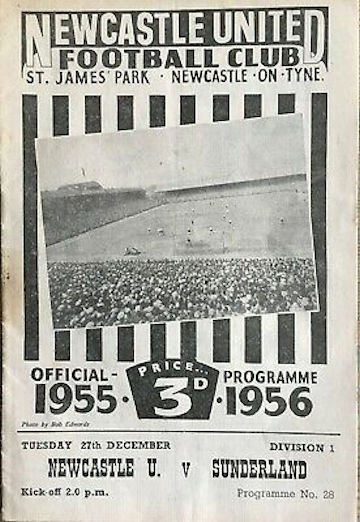 NEWCASTLE UNITED
FOOTBALL CLUB
ST. JAMES' PARK · NEWCASTLE · ON · TYNE.
OFFICIAL - PRICE... PROGRAMME
1955 · 3D · 1956
Photo by Bob Edwards
TUESDAY 27th DECEMBER DIVISION 1
NEWCASTLE U. v SUNDERLAND
Kick-off 2.0 p.m. Programme No. 28